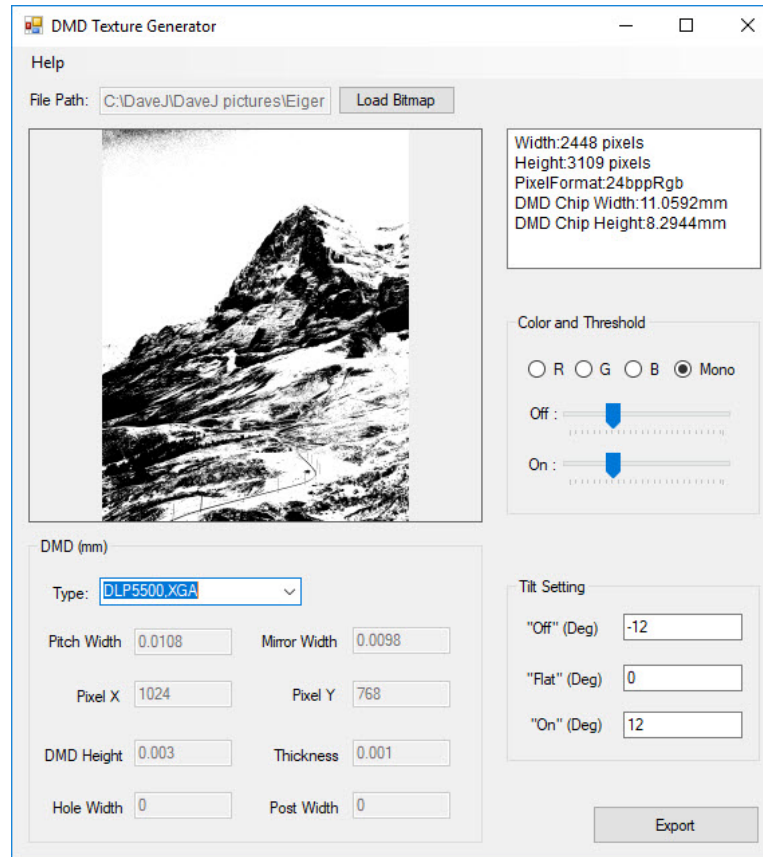 DMD Texture Generator
Help
File Path: C:\DaveJ\DaveJ pictures\Eiger Load Bitmap
Width:2448 pixels
Height:3109 pixels
PixelFormat:24bppRgb
DMD Chip Width:11.0592mm
DMD Chip Height:8.2944mm
Color and Threshold
R G B Mono
Off :
On :
DMD (mm)
Type: DLP5500,XGA
Pitch Width 0.0108 Mirror Width 0.0098
Pixel X 1024 Pixel Y 768
DMD Height 0.003 Thickness 0.001
Hole Width 0 Post Width 0
Tilt Setting
"Off" (Deg) -12
"Flat" (Deg) 0
"On" (Deg) 12
Export